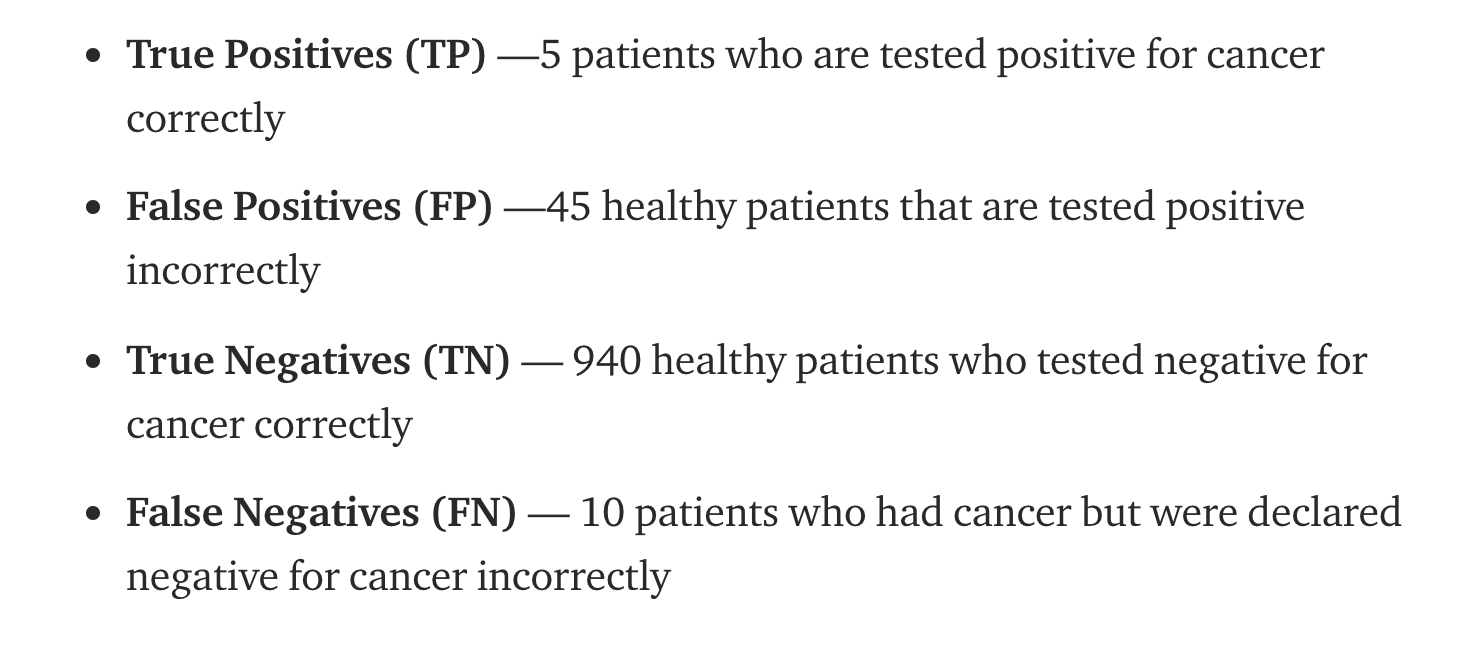 • True Positives (TP) —5 patients who are tested positive for cancer
correctly
• False Positives (FP) —45 healthy patients that are tested positive
incorrectly
• True Negatives (TN) — 940 healthy patients who tested negative for
cancer correctly
• False Negatives (FN) — 10 patients who had cancer but were declared
negative for cancer incorrectly